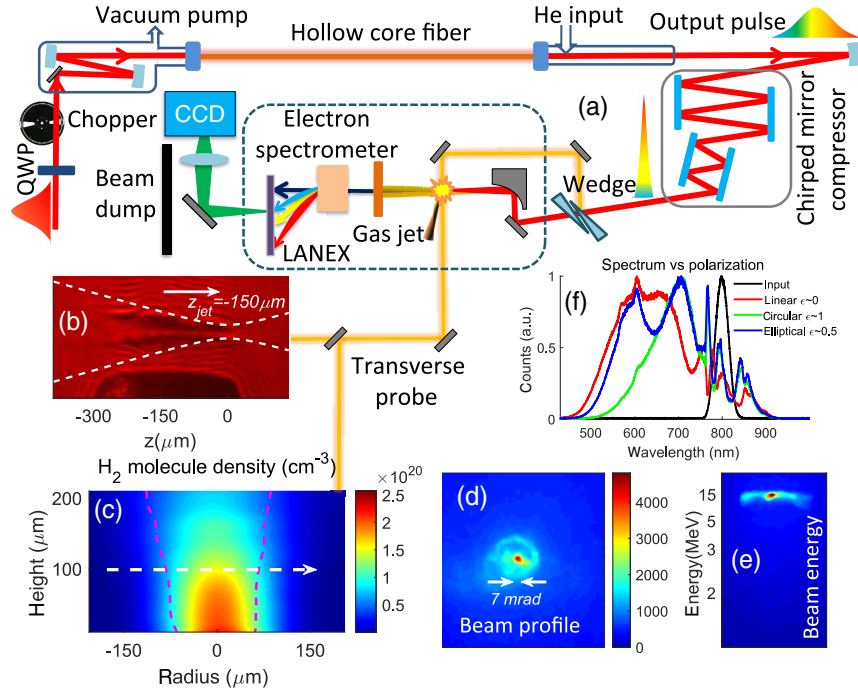 Vacuum pump
Hollow core fiber
He input
Output pulse
(a)
Chopper
CCD
Electron
spectrometer
QWP
Beam
dump
Gas jet
LANEX
Wedge
Chirped mirror
compressor
(b)
z_jet=-150μm
-300
-150
0
z(μm)
Transverse
probe
Spectrum vs polarization
(f)
Input
Linear ϵ~0
Circular ϵ~1
Elliptical ϵ~0.5
1
0.5
0
Counts (a.u.)
500
600
700
800
900
Wavelength (nm)
H₂ molecule density (cm⁻³)
×10²⁰
(c)
200
100
Height (μm)
-150
0
150
Radius (μm)
2.5
2
1.5
1
0.5
(d)
7 mrad
Beam profile
4000
3000
2000
1000
0
Energy(MeV)
15
5
3
2
(e)
Beam energy